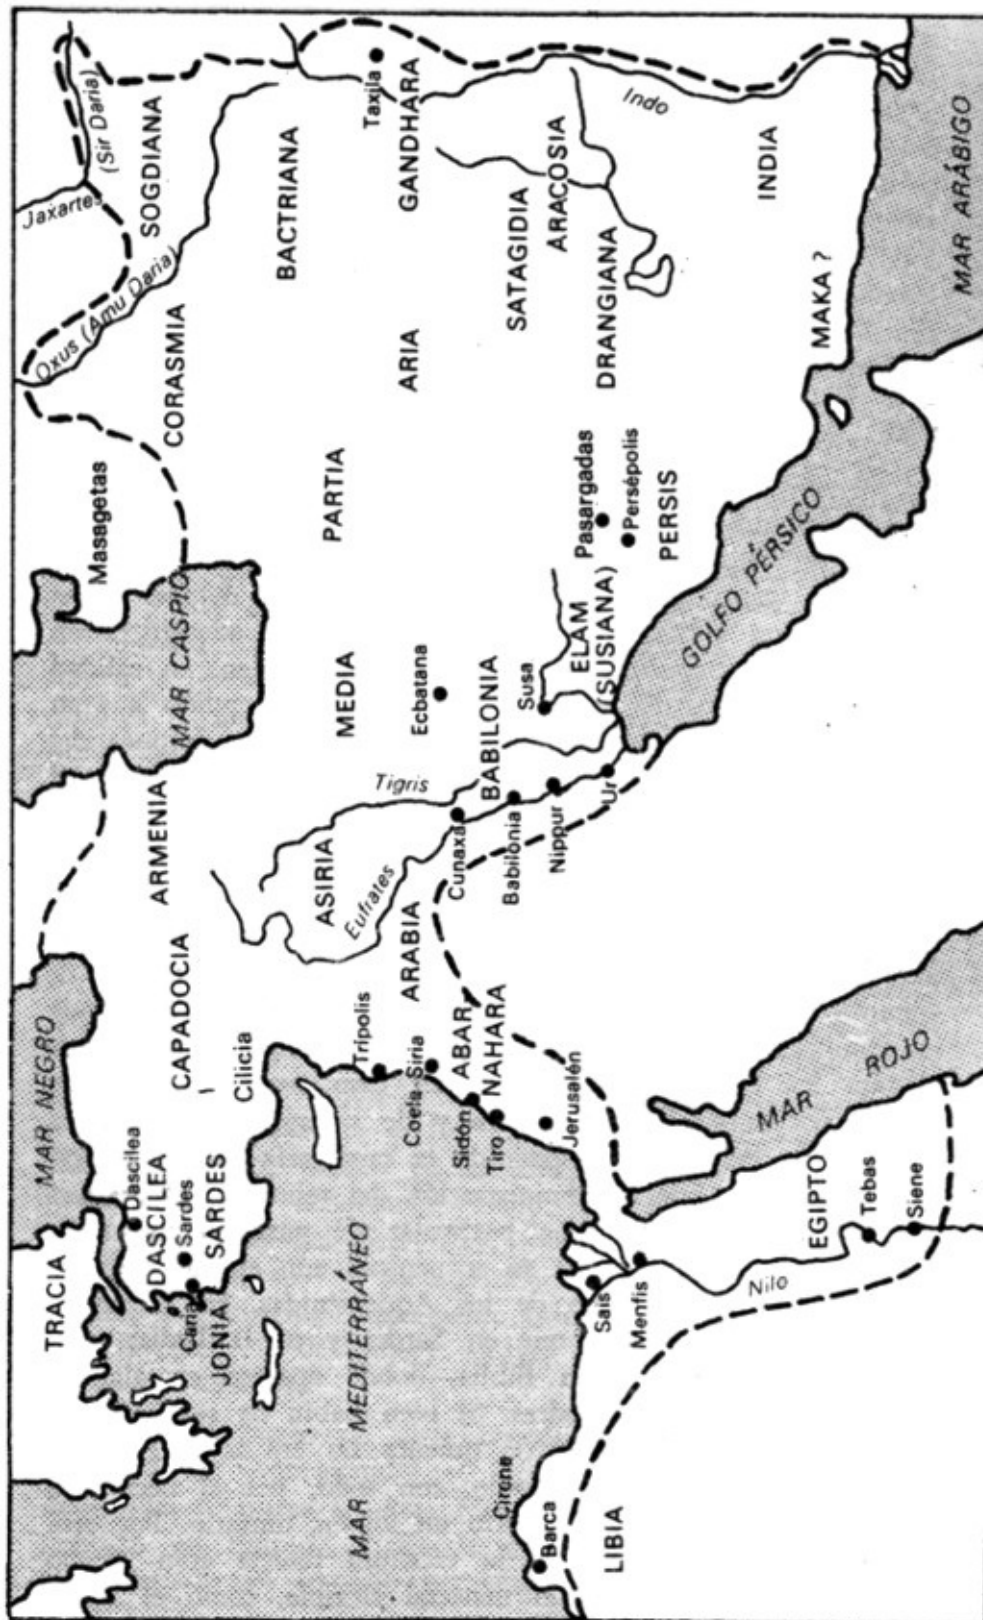 TRACIA
MAR NEGRO
Dascilea
DASCILEA
Sardes
Caria
SARDES
JONIA
CAPADOCIA
Cilicia
ARMENIA
MAR CASPIO
Masagetas
CORASMIA
Oxus (Amu Daria)
Jaxartes
(Sir Daria)
SOGDIANA
BACTRIANA
Taxila
GANDHARA
ARIA
PARTIA
MEDIA
Ecbatana
ASIRIA
Tigris
Eufrates
ARABIA
Trípolis
Coele-Siria
ABAR
NAHARA
Sidón
Tiro
Jerusalén
Cunaxa
BABILONIA
Babilonia
Nippur
Ur
Susa
ELAM
(SUSIANA)
Pasargadas
Persépolis
PERSIS
SATAGIDIA
ARACOSIA
DRANGIANA
Indo
INDIA
MAKA ?
MAR ARÁBIGO
GOLFO PÉRSICO
MAR MEDITERRÁNEO
MAR
ROJO
Cirene
Barca
LIBIA
Sais
Menfis
Nilo
EGIPTO
Tebas
Siene